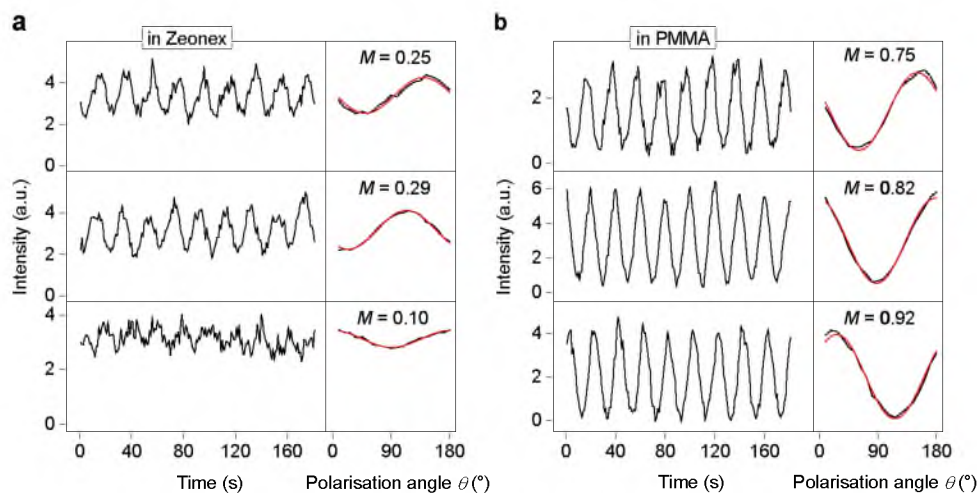 a
in Zeonex
M = 0.25
4
2
0
M = 0.29
4
2
0
M = 0.10
4
2
0
Intensity (a.u.)
0 40 80 120 160
0 90 180
Time (s)
Polarisation angle θ (°)
b
in PMMA
M = 0.75
2
0
M = 0.82
6
4
2
0
M = 0.92
4
2
0
Intensity (a.u.)
0 40 80 120 160
0 90 180
Time (s)
Polarisation angle θ (°)